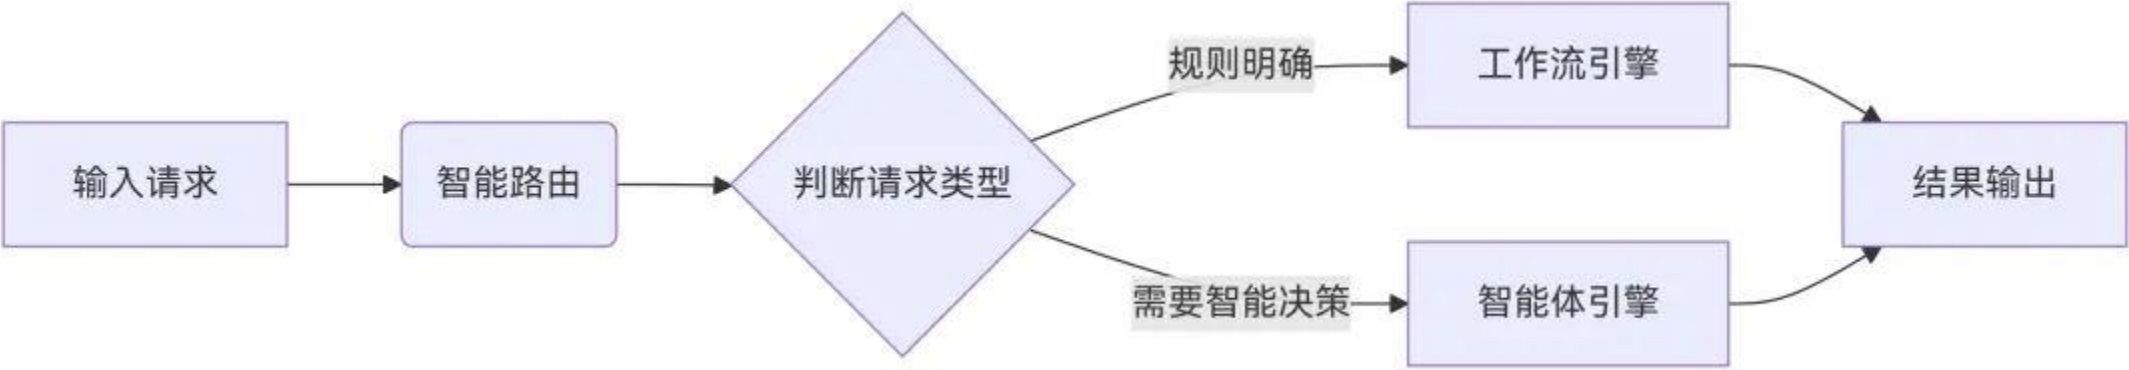 输入请求
智能路由
判断请求类型
规则明确
工作流引擎
需要智能决策
智能体引擎
结果输出